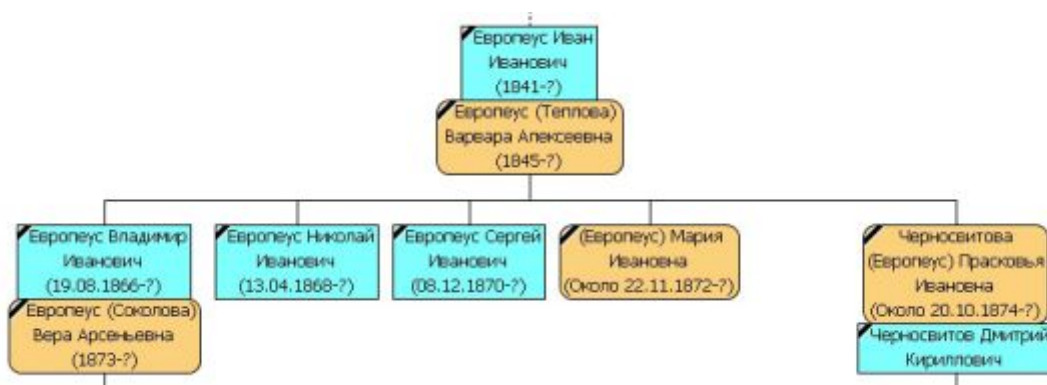 Европеус Иван
Иванович
(1841-?)
Европеус (Теплова)
Варвара Алексеевна
(1845-?)
Европеус Владимир
Иванович
(19.08.1866-?)
Европеус (Соколова)
Вера Арсеньевна
(1873-?)
Европеус Николай
Иванович
(13.04.1868-?)
Европеус Сергей
Иванович
(08.12.1870-?)
(Европеус) Мария
Ивановна
(Около 22.11.1872-?)
Черносвитова
(Европеус) Прасковья
Ивановна
(Около 20.10.1874-?)
Черносвитов Дмитрий
Кириллович